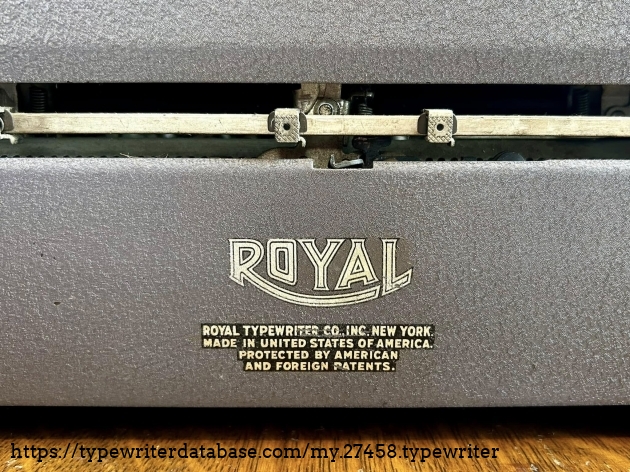 ROYAL
ROYAL TYPEWRITER CO., INC. NEW YORK.
MADE IN UNITED STATES OF AMERICA.
PROTECTED BY AMERICAN
AND FOREIGN PATENTS.
https://typewriterdatabase.com/my.27458.typewriter